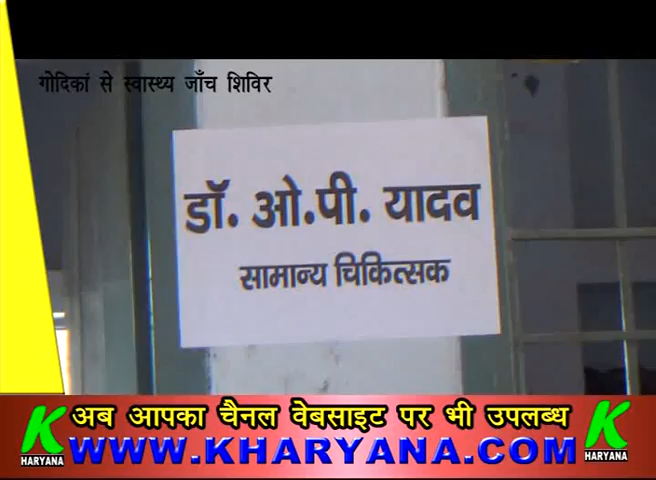 गोदिकां से स्वास्थ्य जाँच शिविर
डॉ. ओ.पी. यादव
सामान्य चिकित्सक
अब आपका चैनल वेबसाइट पर भी उपलब्ध
WWW.KHARYANA.COM
K
HARYANA
K
HARYANA